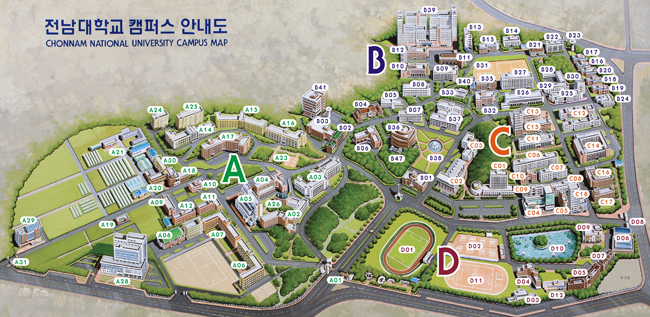 전남대학교 캠퍼스 안내도
CHONNAM NATIONAL UNIVERSITY CAMPUS MAP
B39
B13
B15
B14
B22
B23
B21
B12
B11
B17
B16
B
B10
B09
B40
B31
B27
B28
B30
B20
B18
B19
B35
B29
B25
B24
B41
B08
B26
B05
B04
B33
B32
A24
A25
A15
A14
A16
B03
B02
B07
B36
B37
C13
C12
C15
C11
C
A17
B06
B47
B38
C03
C14
A21
A30
A23
C06
C07
C01
A18
A
A04
A03
B01
C02
C10
C08
A20
A10
C09
C16
A09
A12
A11
A05
A26
A02
C04
C05
C18
C17
A29
A19
A08
A07
A06
D08
D01
D02
D09
D06
D10
D
D07
D05
D11
D04
D03
D12
A31
A28
A01